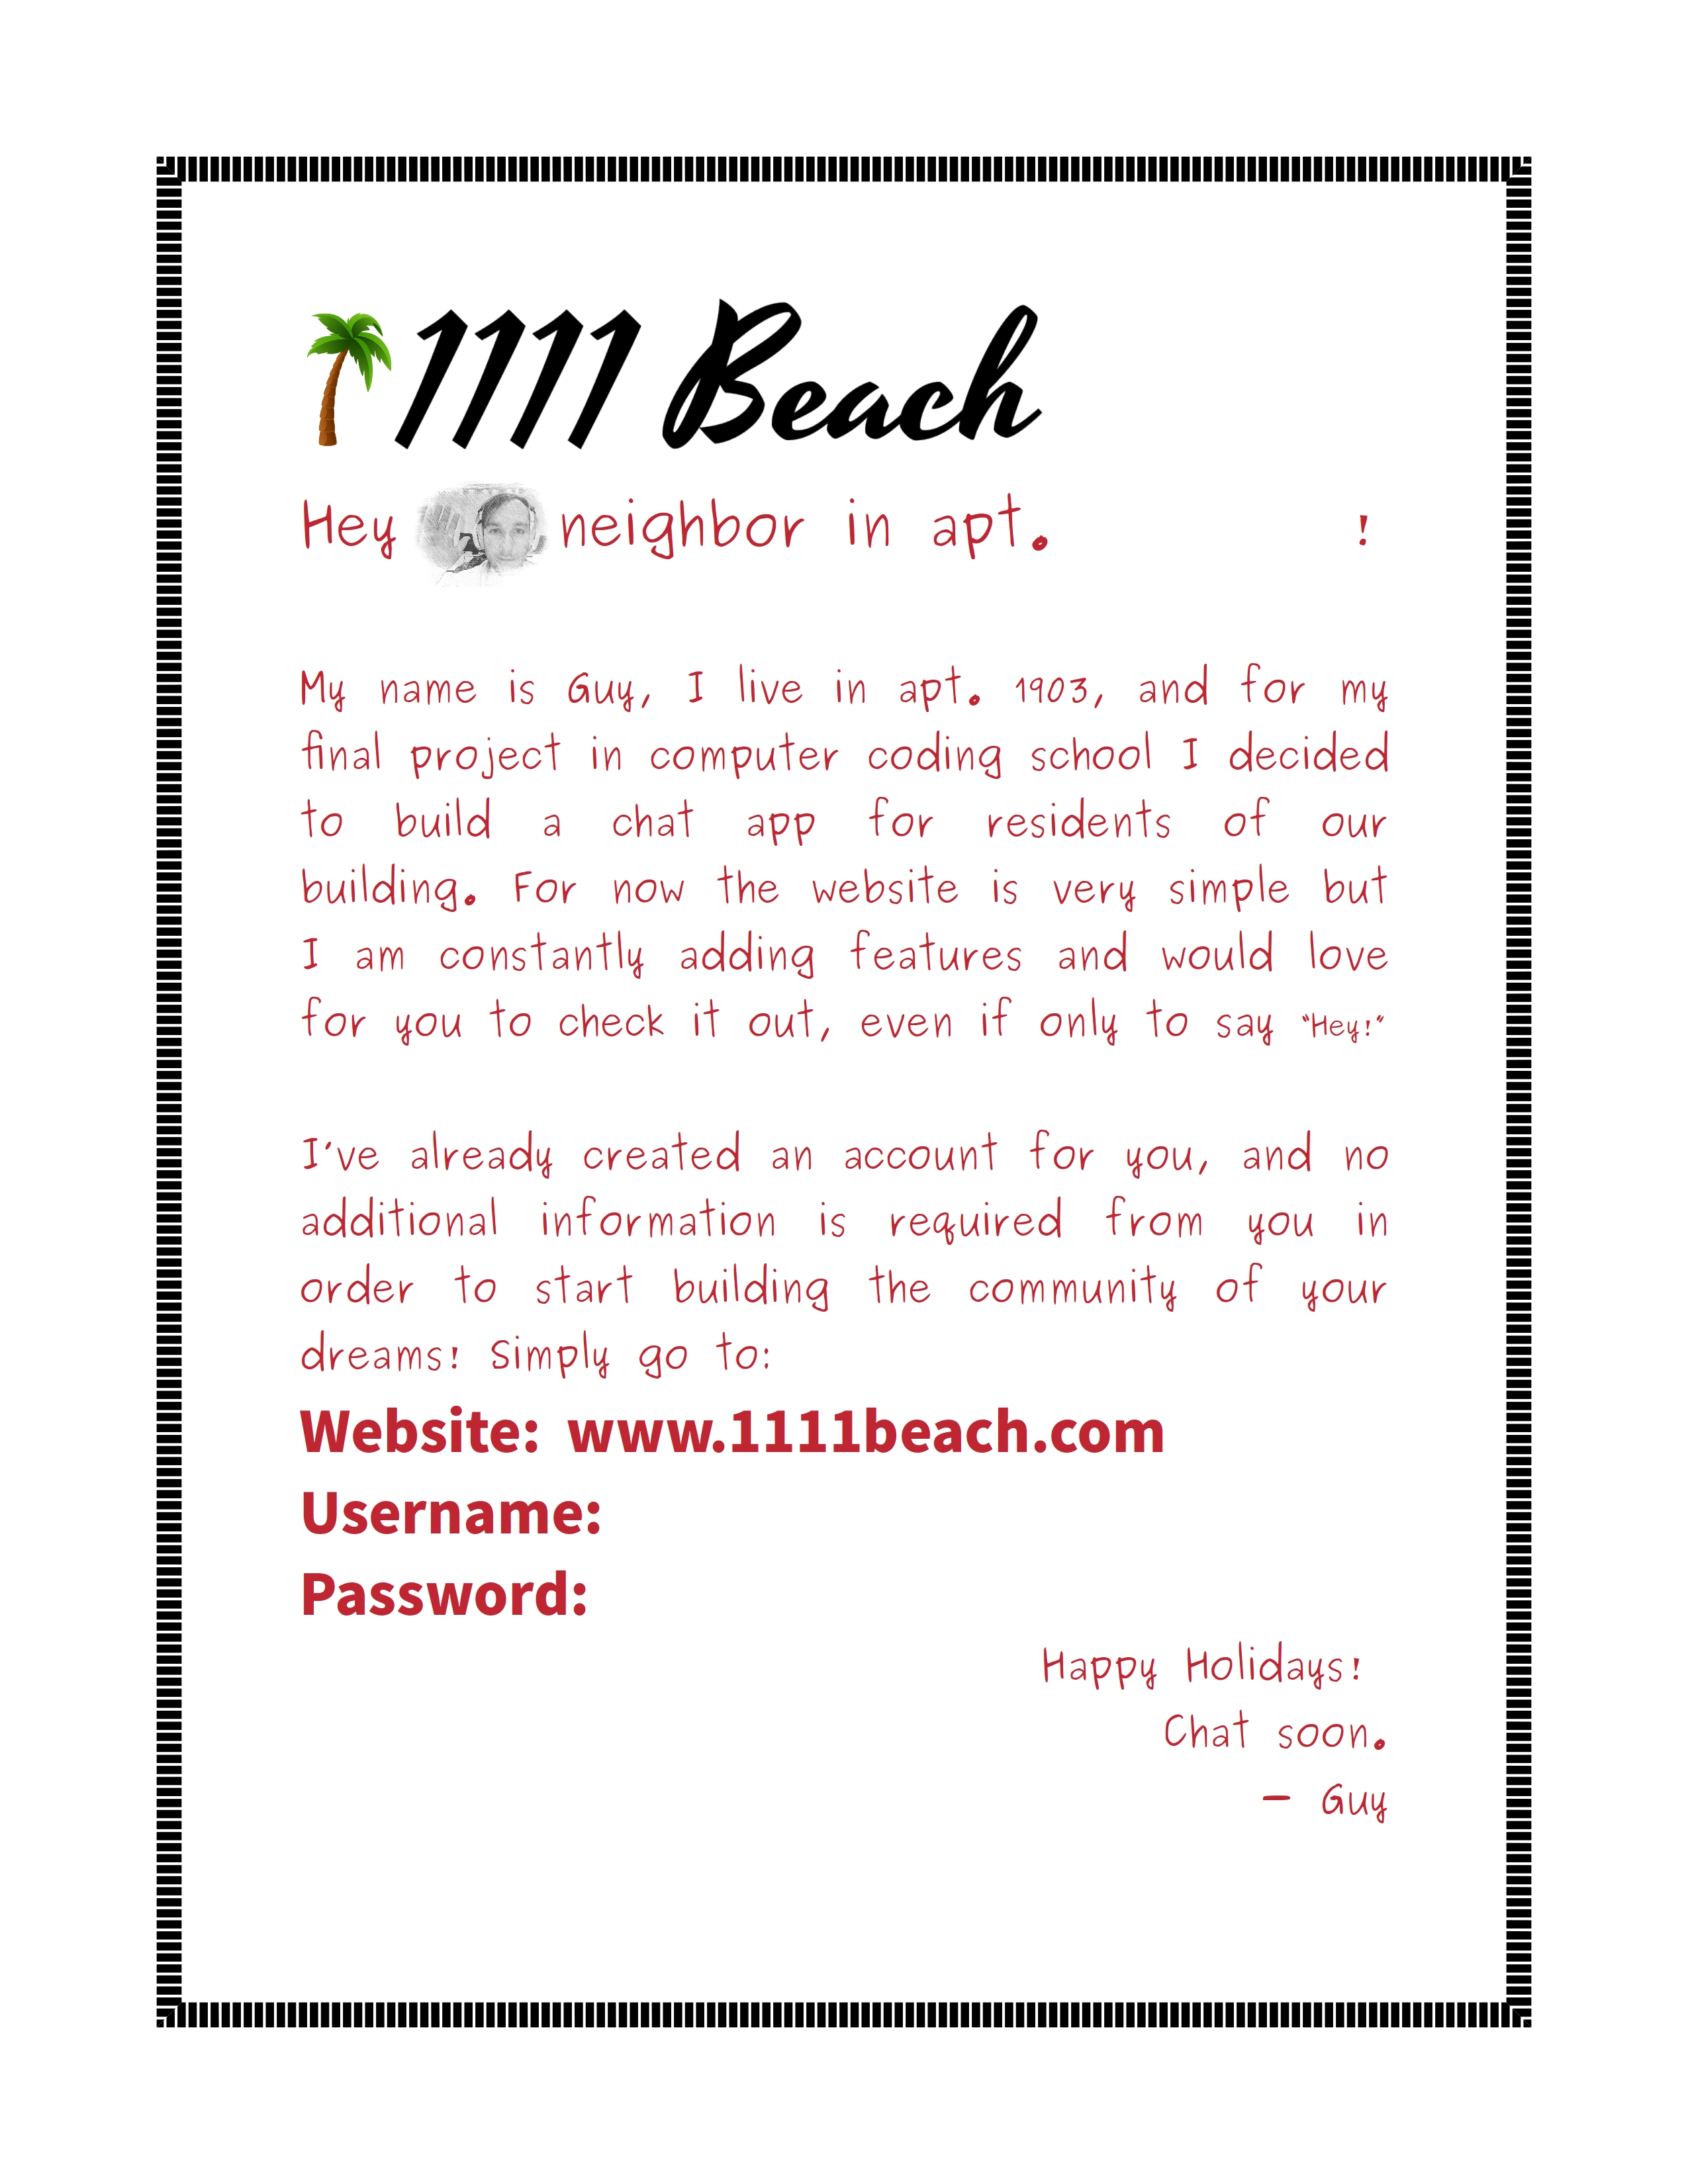 1111 Beach
Hey neighbor in apt. !
My name is Guy, I live in apt. 1903, and for my
final project in computer coding school I decided
to build a chat app for residents of our
building. For now the website is very simple but
I am constantly adding features and would love
for you to check it out, even if only to say "Hey!"
I've already created an account for you, and no
additional information is required from you in
order to start building the community of your
dreams! Simply go to:
Website: www.1111beach.com
Username:
Password:
Happy Holidays!
Chat soon.
– Guy